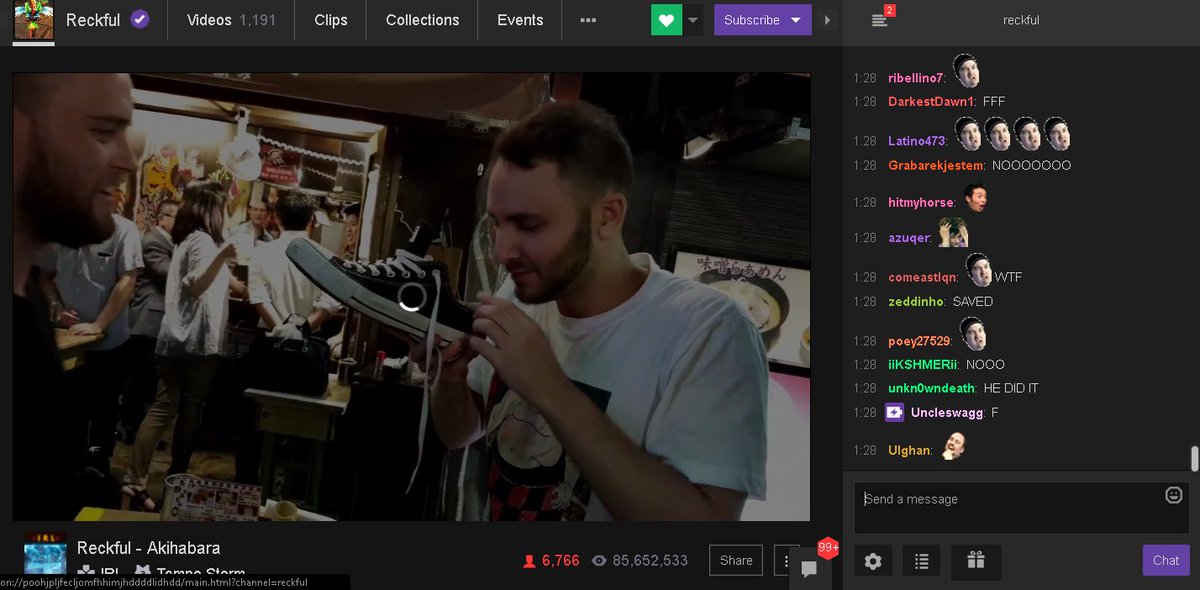 Reckful
Videos 1,191
Clips
Collections
Events
Subscribe
2
reckful
WELCOME
味噌らあめん
1:28 ribellino7:
1:28 DarkestDawn1: FFF
1:28 Latino473:
1:28 Grabarekjestem: NOOOOOOO
1:28 hitmyhorse:
1:28 azuqer:
1:28 comeastlqn: WTF
1:28 zeddinho: SAVED
1:28 poey27529:
1:28 iiKSHMERii: NOOO
1:28 unkn0wndeath: HE DID IT
1:28 Uncleswagg: F
1:28 Ulghan:
Send a message
Chat
IRL
Reckful - Akihabara
IRL Tempo Storm
6,766
85,652,533
Share
99+
on://poohjpljfecljomfhhimjhddddlidhdd/main.html?channel=reckful